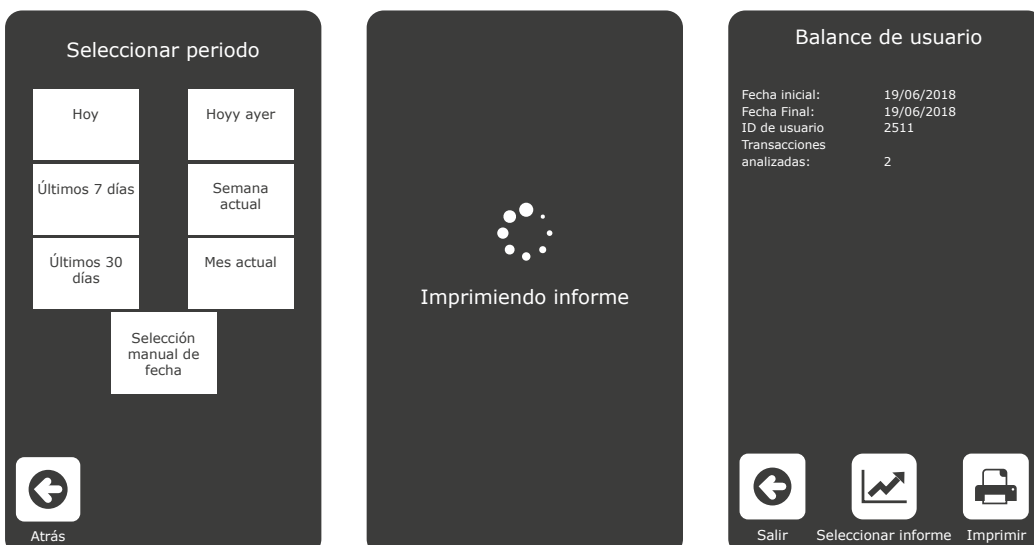 Seleccionar periodo
Hoy
Hoyy ayer
Últimos 7 días
Semana
actual
Últimos 30
días
Mes actual
Selección
manual de
fecha
Atrás
Imprimiendo informe
Balance de usuario
Fecha inicial: 19/06/2018
Fecha Final: 19/06/2018
ID de usuario 2511
Transacciones
analizadas: 2
Salir
Seleccionar informe
Imprimir